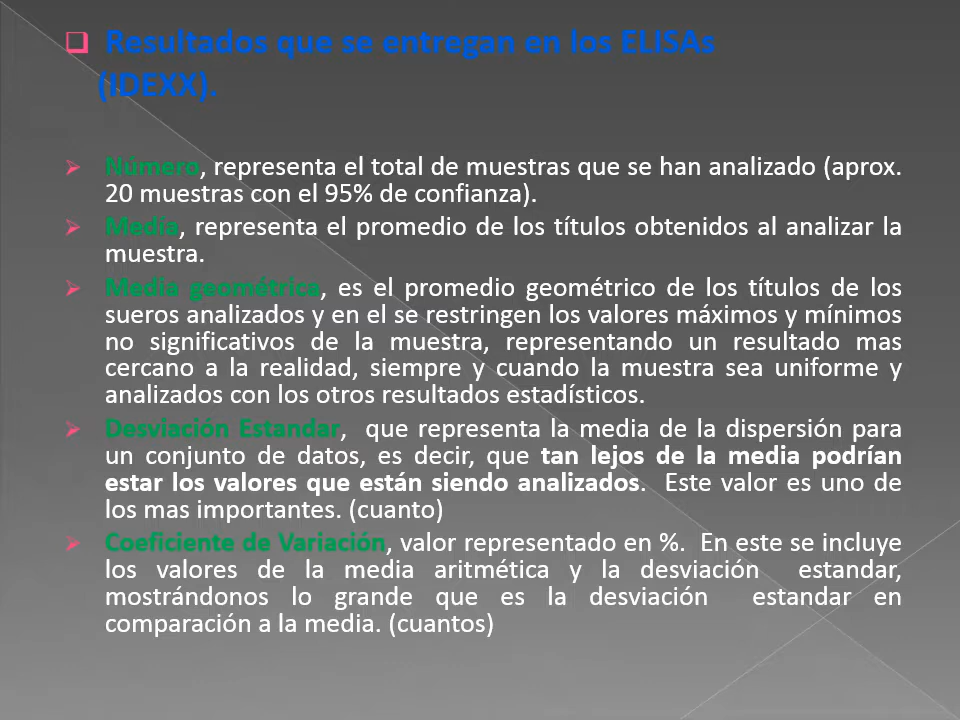 Resultados que se entregan en los ELISAs
(IDEXX).
Número, representa el total de muestras que se han analizado (aprox.
20 muestras con el 95% de confianza).
Media, representa el promedio de los títulos obtenidos al analizar la
muestra.
Media geométrica, es el promedio geométrico de los títulos de los
sueros analizados y en el se restringen los valores máximos y mínimos
no significativos de la muestra, representando un resultado mas
cercano a la realidad, siempre y cuando la muestra sea uniforme y
analizados con los otros resultados estadísticos.
Desviación Estandar, que representa la media de la dispersión para
un conjunto de datos, es decir, que tan lejos de la media podrían
estar los valores que están siendo analizados. Este valor es uno de
los mas importantes. (cuanto)
Coeficiente de Variación, valor representado en %. En este se incluye
los valores de la media aritmética y la desviación estandar,
mostrándonos lo grande que es la desviación estandar en
comparación a la media. (cuantos)